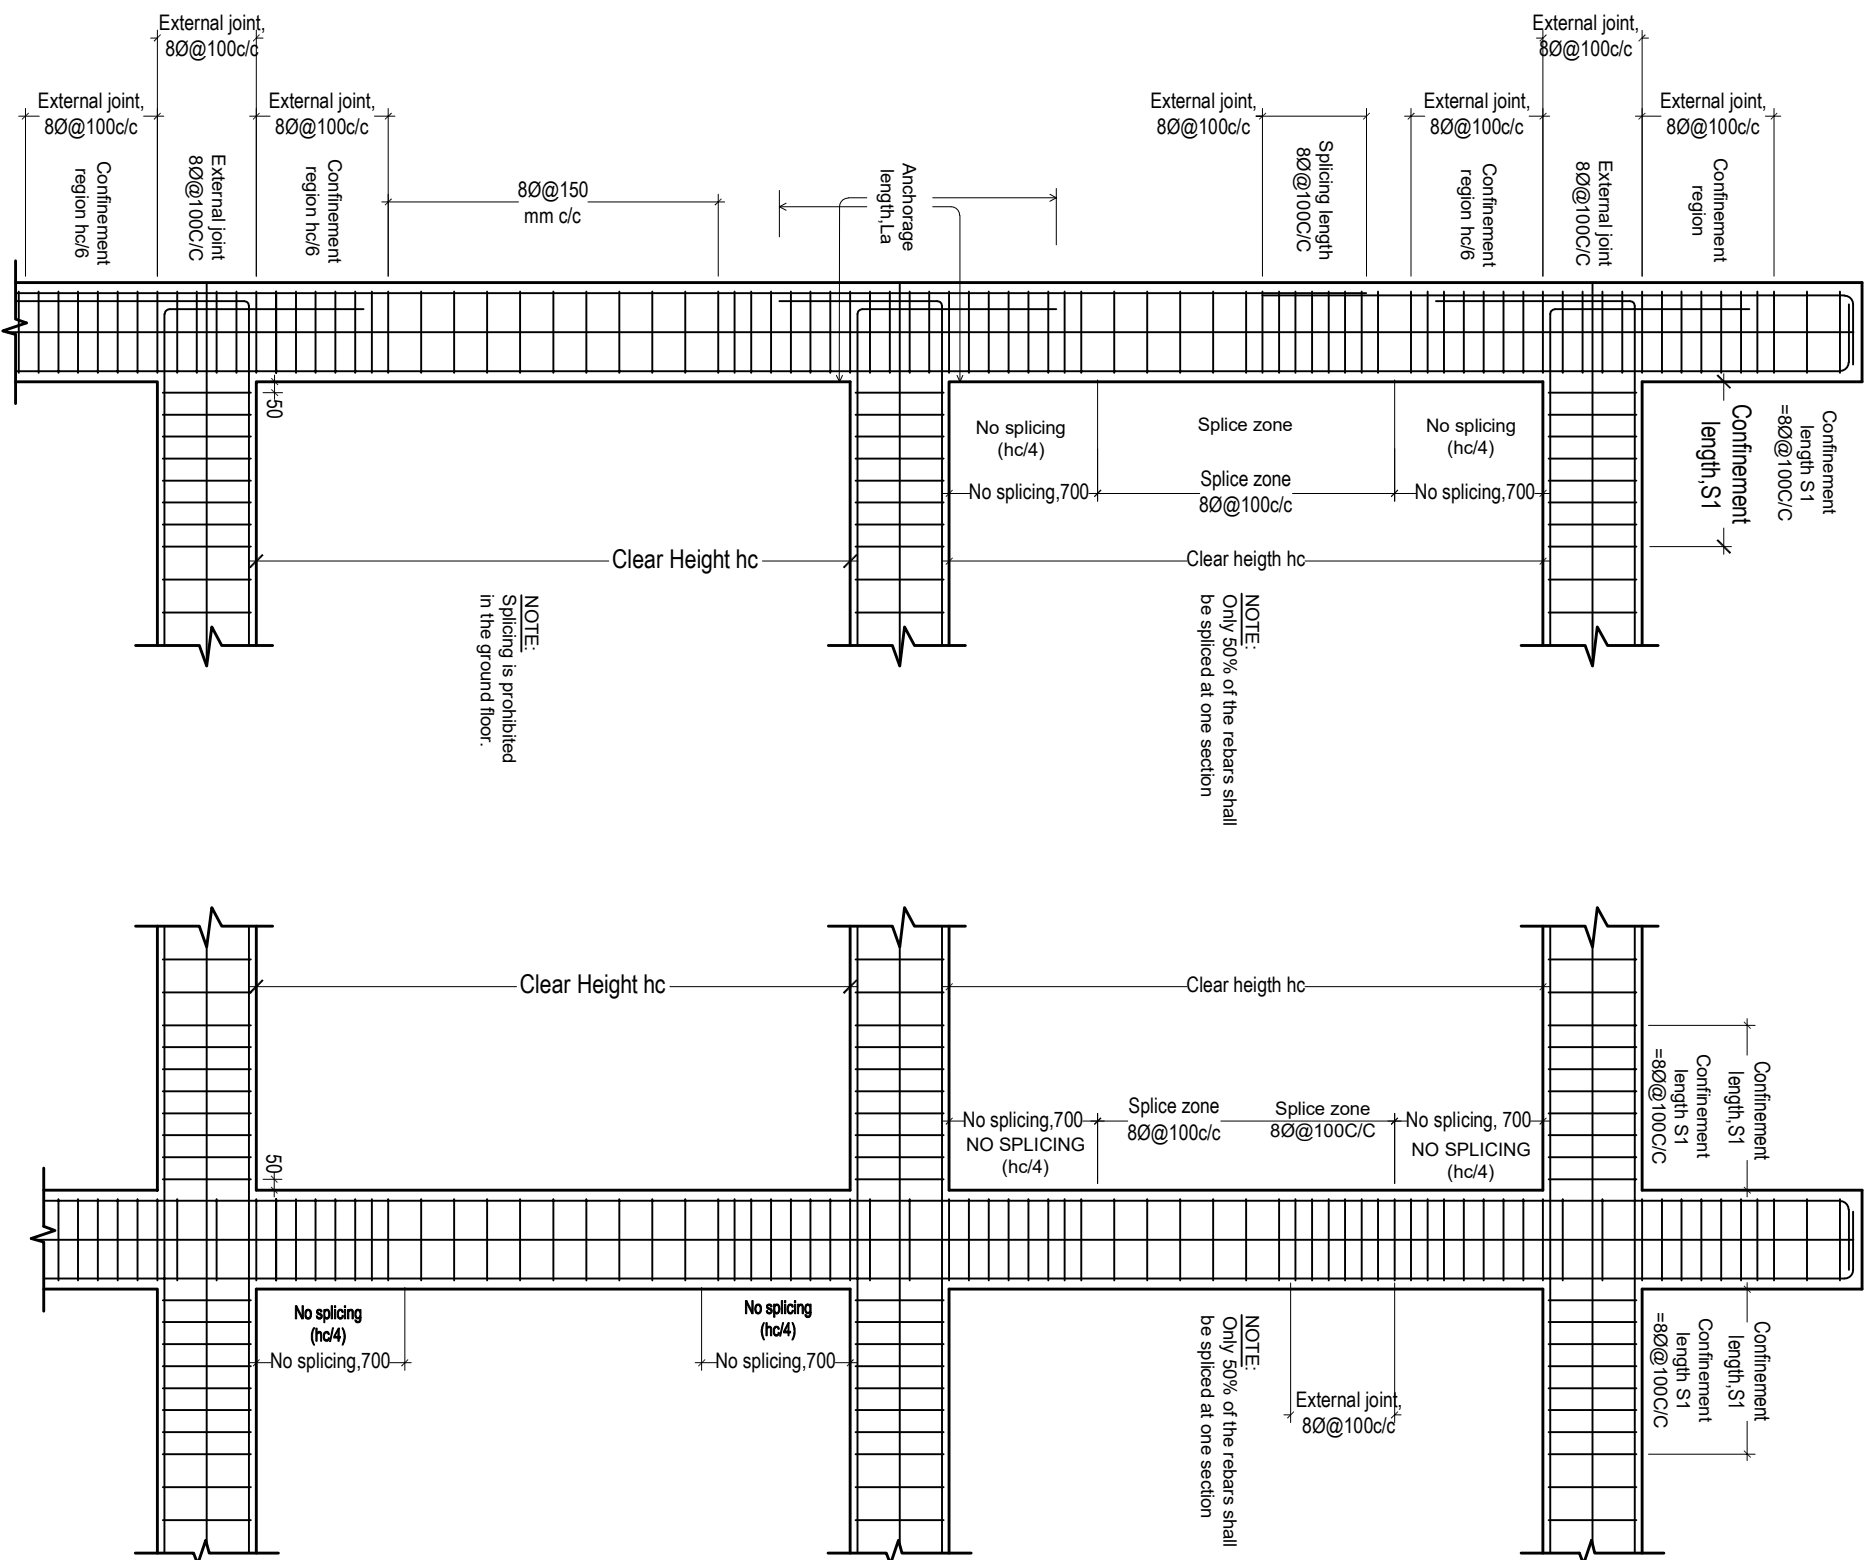 External joint,
8Ø@100c/c
External joint,
8Ø@100c/c
External joint,
8Ø@100c/c
External joint,
8Ø@100c/c
External joint,
8Ø@100c/c
External joint,
8Ø@100c/c
External joint,
8Ø@100c/c
Confinement
region hc/6
External joint
8Ø@100C/C
Confinement
region hc/6
8Ø@150
mm c/c
Anchorage
length,La
Splicing length
8Ø@100C/C
Confinement
region hc/6
External joint
8Ø@100C/C
Confinement
region
50
No splicing
(hc/4)
Splice zone
No splicing
(hc/4)
No splicing,700
Splice zone
8Ø@100c/c
No splicing,700
Confinement
length,S1
Confinement
length S1
=8Ø@100C/C
Clear Height hc
Clear heigth hc
NOTE:
Splicing is prohibited
in the ground floor.
NOTE:
Only 50% of the rebars shall
be spliced at one section
Clear Height hc
Clear heigth hc
Confinement
length,S1
Confinement
length S1
=8Ø@100C/C
No splicing,700
NO SPLICING
(hc/4)
Splice zone
8Ø@100c/c
Splice zone
8Ø@100C/C
No splicing, 700
NO SPLICING
(hc/4)
50
No splicing
(hc/4)
No splicing,700
No splicing
(hc/4)
No splicing,700
NOTE:
Only 50% of the rebars shall
be spliced at one section
External joint,
8Ø@100c/c
Confinement
length,S1
Confinement
length S1
=8Ø@100C/C